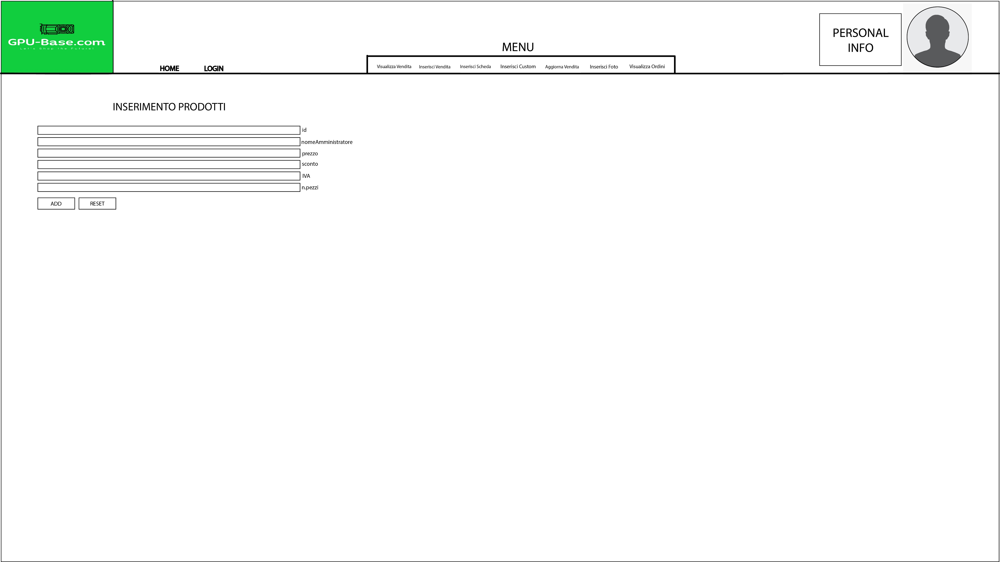 GPU-Base.com
Let's Shop the Future!
HOME
LOGIN
MENU
Visualizza Vendita
Inserisci Vendita
Inserisci Scheda
Inserisci Custom
Aggiorna Vendita
Inserisci Foto
Visualizza Ordini
PERSONAL
INFO
INSERIMENTO PRODOTTI
id
nomeAmministratore
prezzo
sconto
IVA
n.pezzi
ADD
RESET